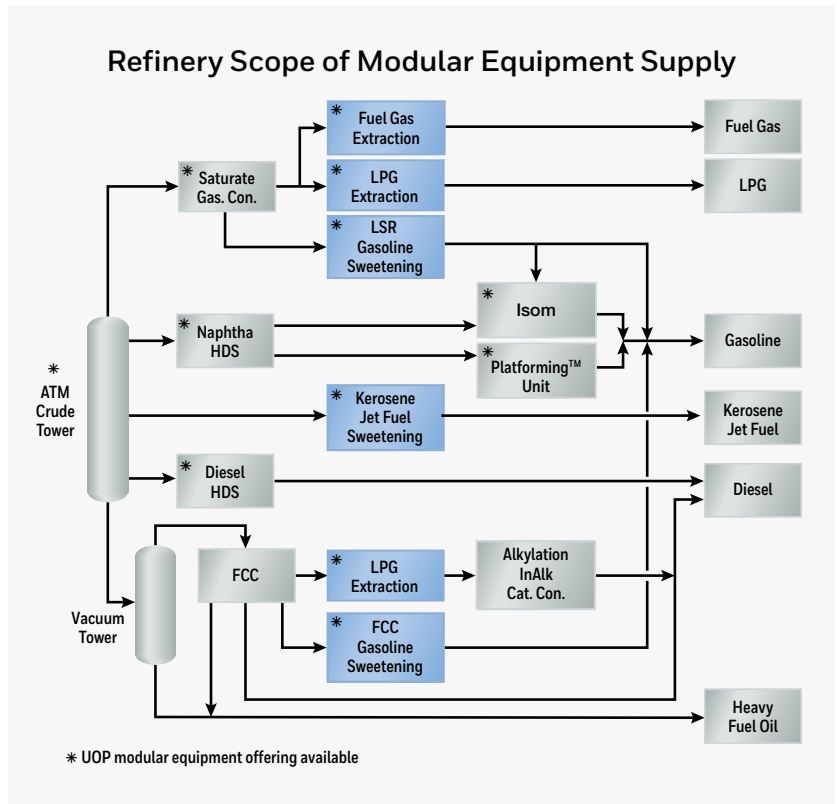 Refinery Scope of Modular Equipment Supply
* Fuel Gas
Extraction
Fuel Gas
* Saturate
Gas. Con.
* LPG
Extraction
LPG
* LSR
Gasoline
Sweetening
* Isom
* Naphtha
HDS
Gasoline
* Platforming™
Unit
*
ATM
Crude
Tower
* Kerosene
Jet Fuel
Sweetening
Kerosene
Jet Fuel
* Diesel
HDS
Diesel
FCC
* LPG
Extraction
Alkylation
InAlk
Cat. Con.
Vacuum
Tower
* FCC
Gasoline
Sweetening
Heavy
Fuel Oil
* UOP modular equipment offering available